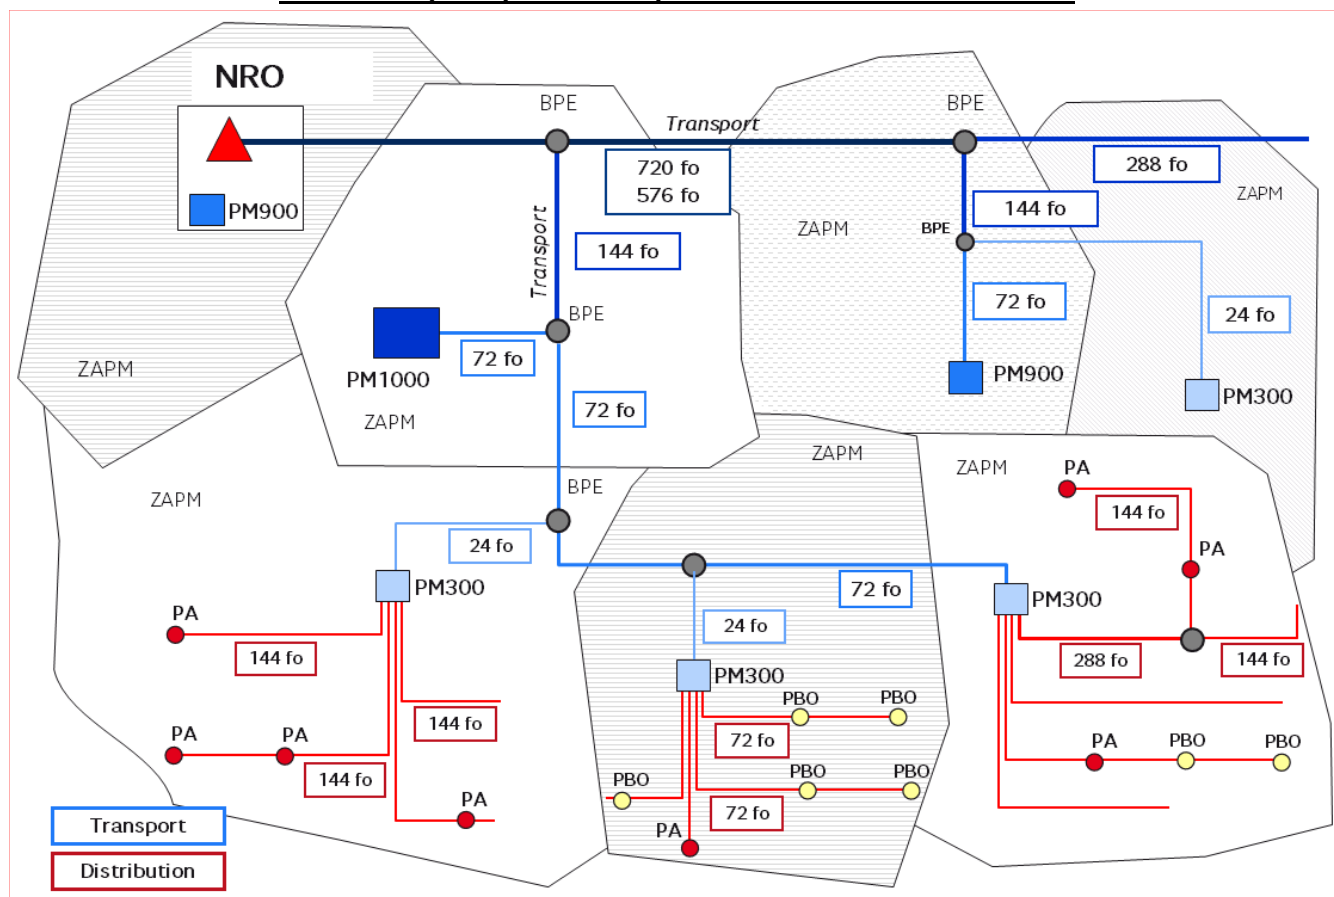 NRO
BPE
BPE
Transport
720 fo
576 fo
288 fo
ZAPM
PM900
Transport
144 fo
ZAPM
BPE
144 fo
BPE
72 fo
24 fo
PM1000
72 fo
PM900
PM300
ZAPM
ZAPM
72 fo
ZAPM
ZAPM
PA
ZAPM
BPE
144 fo
24 fo
PA
PM300
72 fo
PM300
PA
24 fo
144 fo
288 fo
144 fo
PM300
PBO
PBO
144 fo
72 fo
PA
PA
PA
PBO
PBO
144 fo
PBO
PBO
PBO
PA
72 fo
PA
Transport
Distribution